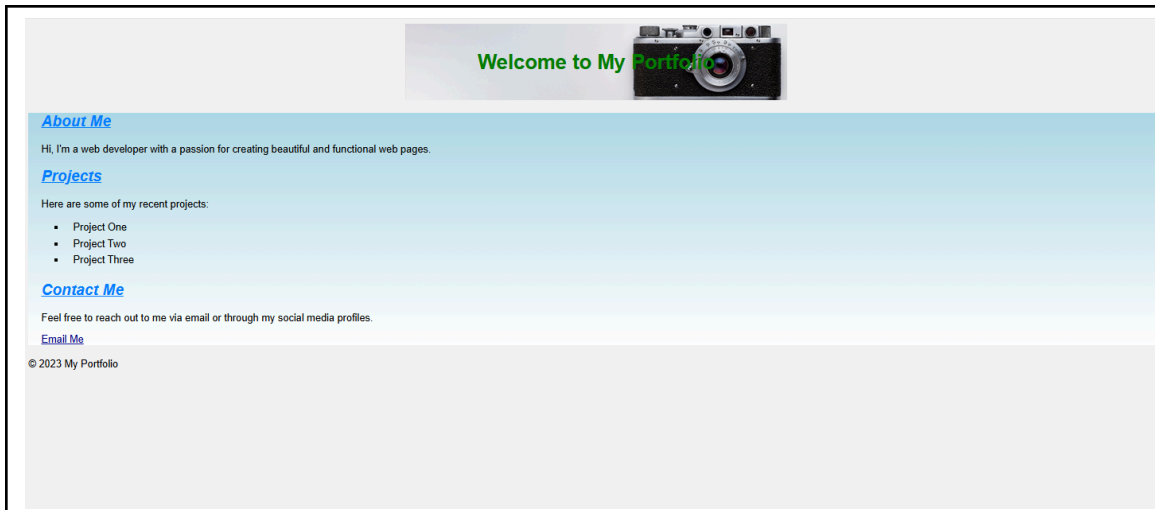 Welcome to My Portfolio
About Me
Hi, I'm a web developer with a passion for creating beautiful and functional web pages.
Projects
Here are some of my recent projects:
Project One
Project Two
Project Three
Contact Me
Feel free to reach out to me via email or through my social media profiles.
Email Me
© 2023 My Portfolio